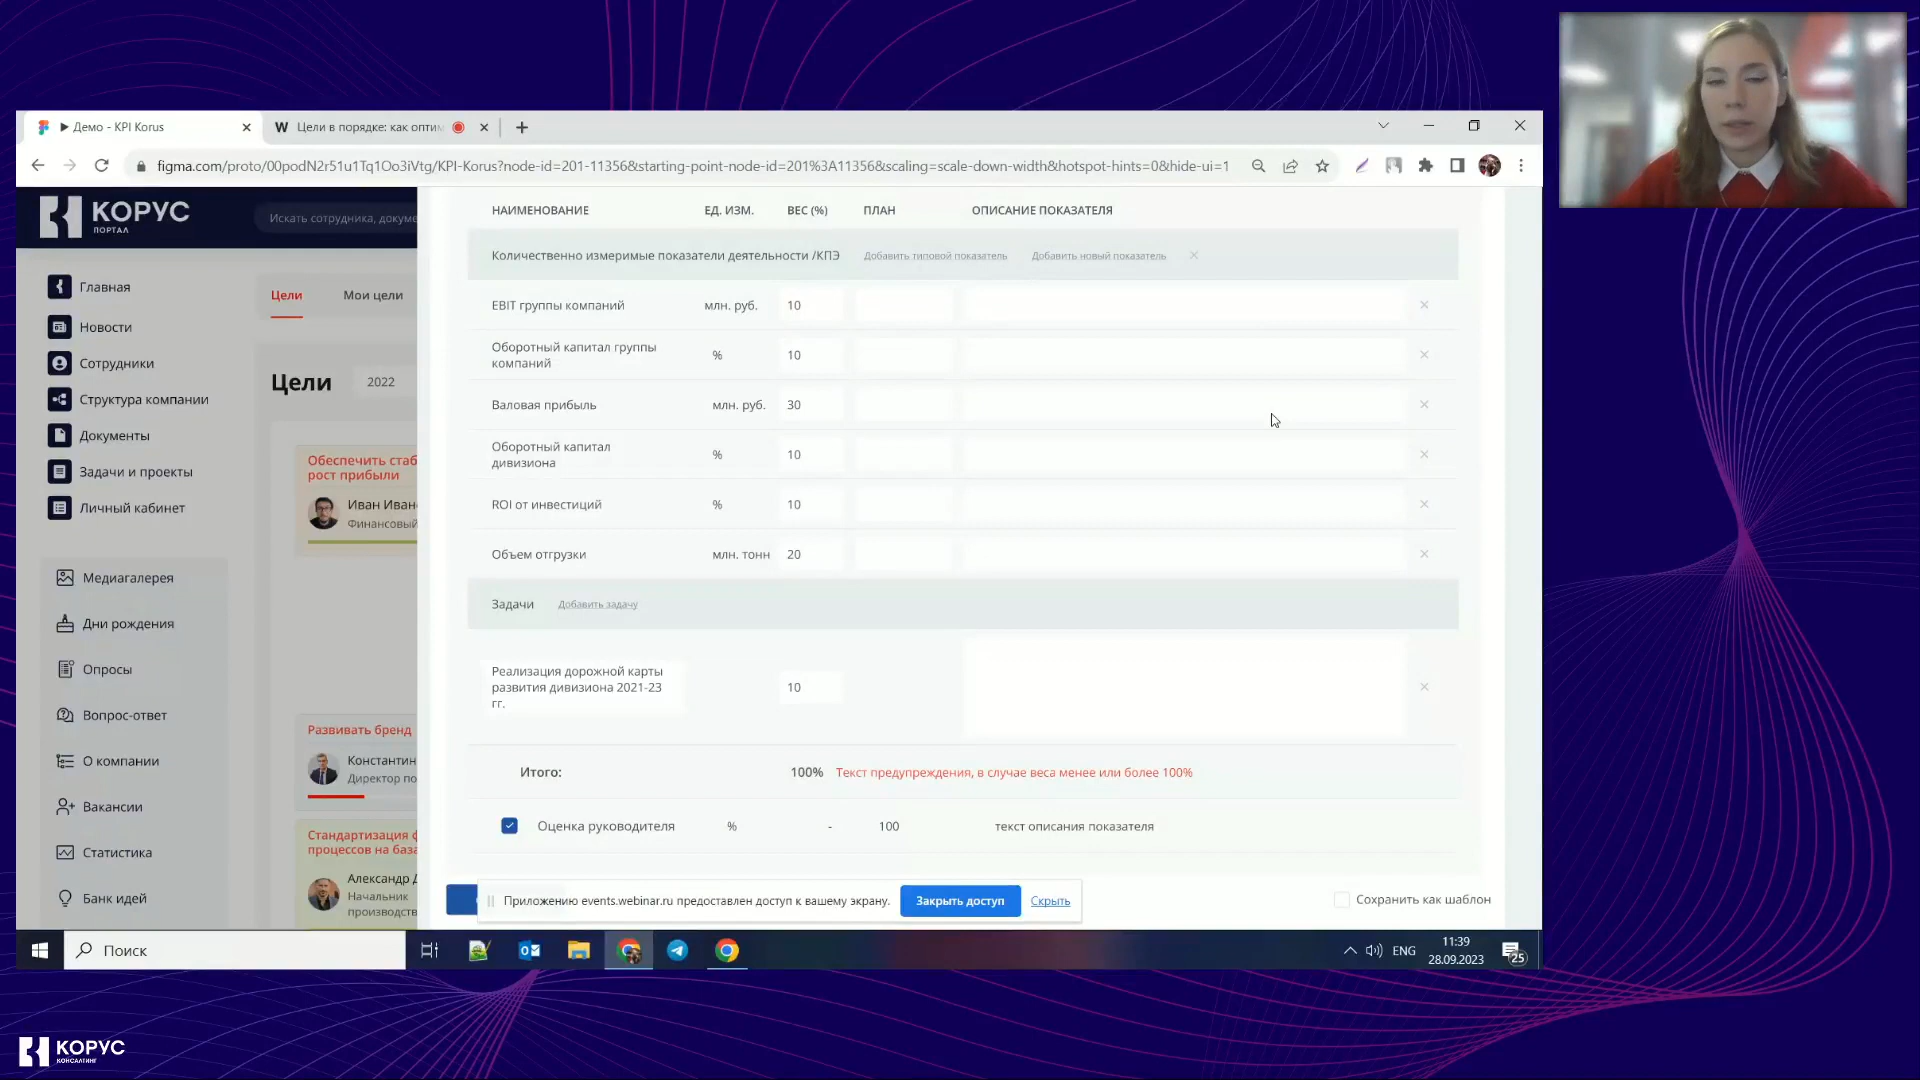 Демо - KPI Korus
Цели в порядке: как опти
figma.com/proto/00podN2r51u1Tq1Oo3iVtg/KPI-Korus?node-id=201-11356&starting-point-node-id=201%3A11356&scaling=scale-down-width&hotspot-hints=0&hide-ui=1
КОРУС
ПОРТАЛ
Искать сотрудника, докуме
Главная
Новости
Сотрудники
Структура компании
Документы
Задачи и проекты
Личный кабинет
Медиагалерея
Дни рождения
Опросы
Вопрос-ответ
О компании
Вакансии
Статистика
Банк идей
Цели
Мои цели
Цели
2022
Обеспечить стаб
рост прибыли
Иван Иван
Финансовый
Развивать бренд
Константин
Директор по
Стандартизация ф
процессов на база
Александр Д
Начальник
производств
НАИМЕНОВАНИЕ ЕД. ИЗМ. ВЕС (%) ПЛАН ОПИСАНИЕ ПОКАЗАТЕЛЯ
Количественно измеримые показатели деятельности /КПЭ Добавить типовой показатель Добавить новый показатель
EBIT группы компаний млн. руб. 10
Оборотный капитал группы
компаний % 10
Валовая прибыль млн. руб. 30
Оборотный капитал
дивизиона % 10
ROI от инвестиций % 10
Объем отгрузки млн. тонн 20
Задачи Добавить задачу
Реализация дорожной карты
развития дивизиона 2021-23
гг.
10
Итого: 100% Текст предупреждения, в случае веса менее или более 100%
Оценка руководителя % - 100 текст описания показателя
Приложению events.webinar.ru предоставлен доступ к вашему экрану. Закрыть доступ Скрыть
Сохранить как шаблон
Поиск
ENG
11:39
28.09.2023
25
КОРУС
КОНСАЛТИНГ